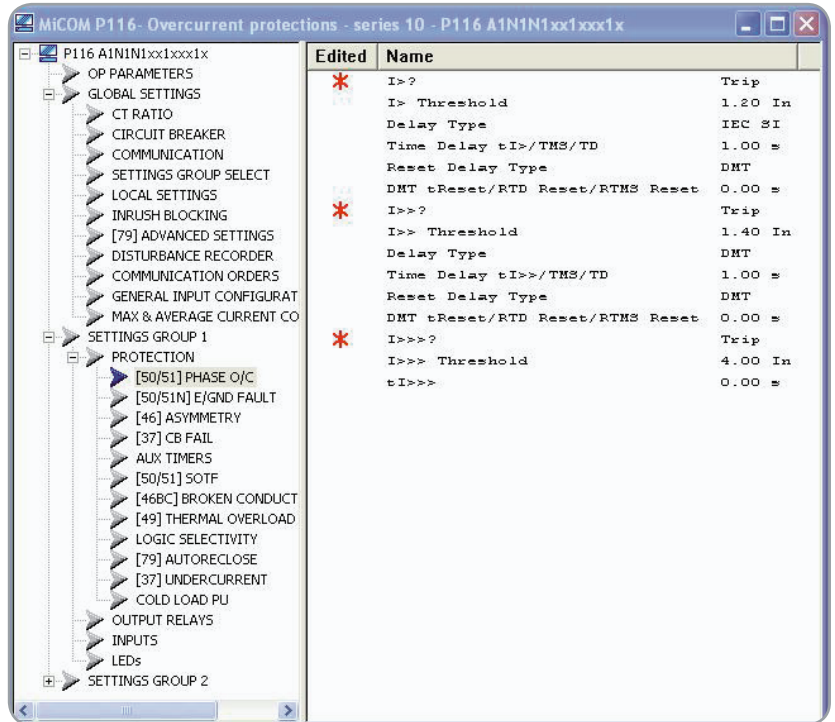 MiCOM P116- Overcurrent protections - series 10 - P116 A1N1N1xx1xxx1x
P116 A1N1N1xx1xxx1x
OP PARAMETERS
GLOBAL SETTINGS
CT RATIO
CIRCUIT BREAKER
COMMUNICATION
SETTINGS GROUP SELECT
LOCAL SETTINGS
INRUSH BLOCKING
[79] ADVANCED SETTINGS
DISTURBANCE RECORDER
COMMUNICATION ORDERS
GENERAL INPUT CONFIGURAT
MAX & AVERAGE CURRENT CO
SETTINGS GROUP 1
PROTECTION
[50/51] PHASE O/C
[50/51N] E/GND FAULT
[46] ASYMMETRY
[37] CB FAIL
AUX TIMERS
[50/51] SOTF
[46BC] BROKEN CONDUCT
[49] THERMAL OVERLOAD
LOGIC SELECTIVITY
[79] AUTORECLOSE
[37] UNDERCURRENT
COLD LOAD PU
OUTPUT RELAYS
INPUTS
LEDs
SETTINGS GROUP 2
Edited Name
I>? Trip
I> Threshold 1.20 In
Delay Type IEC SI
Time Delay tI>/TMS/TD 1.00 s
Reset Delay Type DMT
DMT tReset/RTD Reset/RTMS Reset 0.00 s
I>>? Trip
I>> Threshold 1.40 In
Delay Type DMT
Time Delay tI>>/TMS/TD 1.00 s
Reset Delay Type DMT
DMT tReset/RTD Reset/RTMS Reset 0.00 s
I>>>? Trip
I>>> Threshold 4.00 In
tI>>> 0.00 s